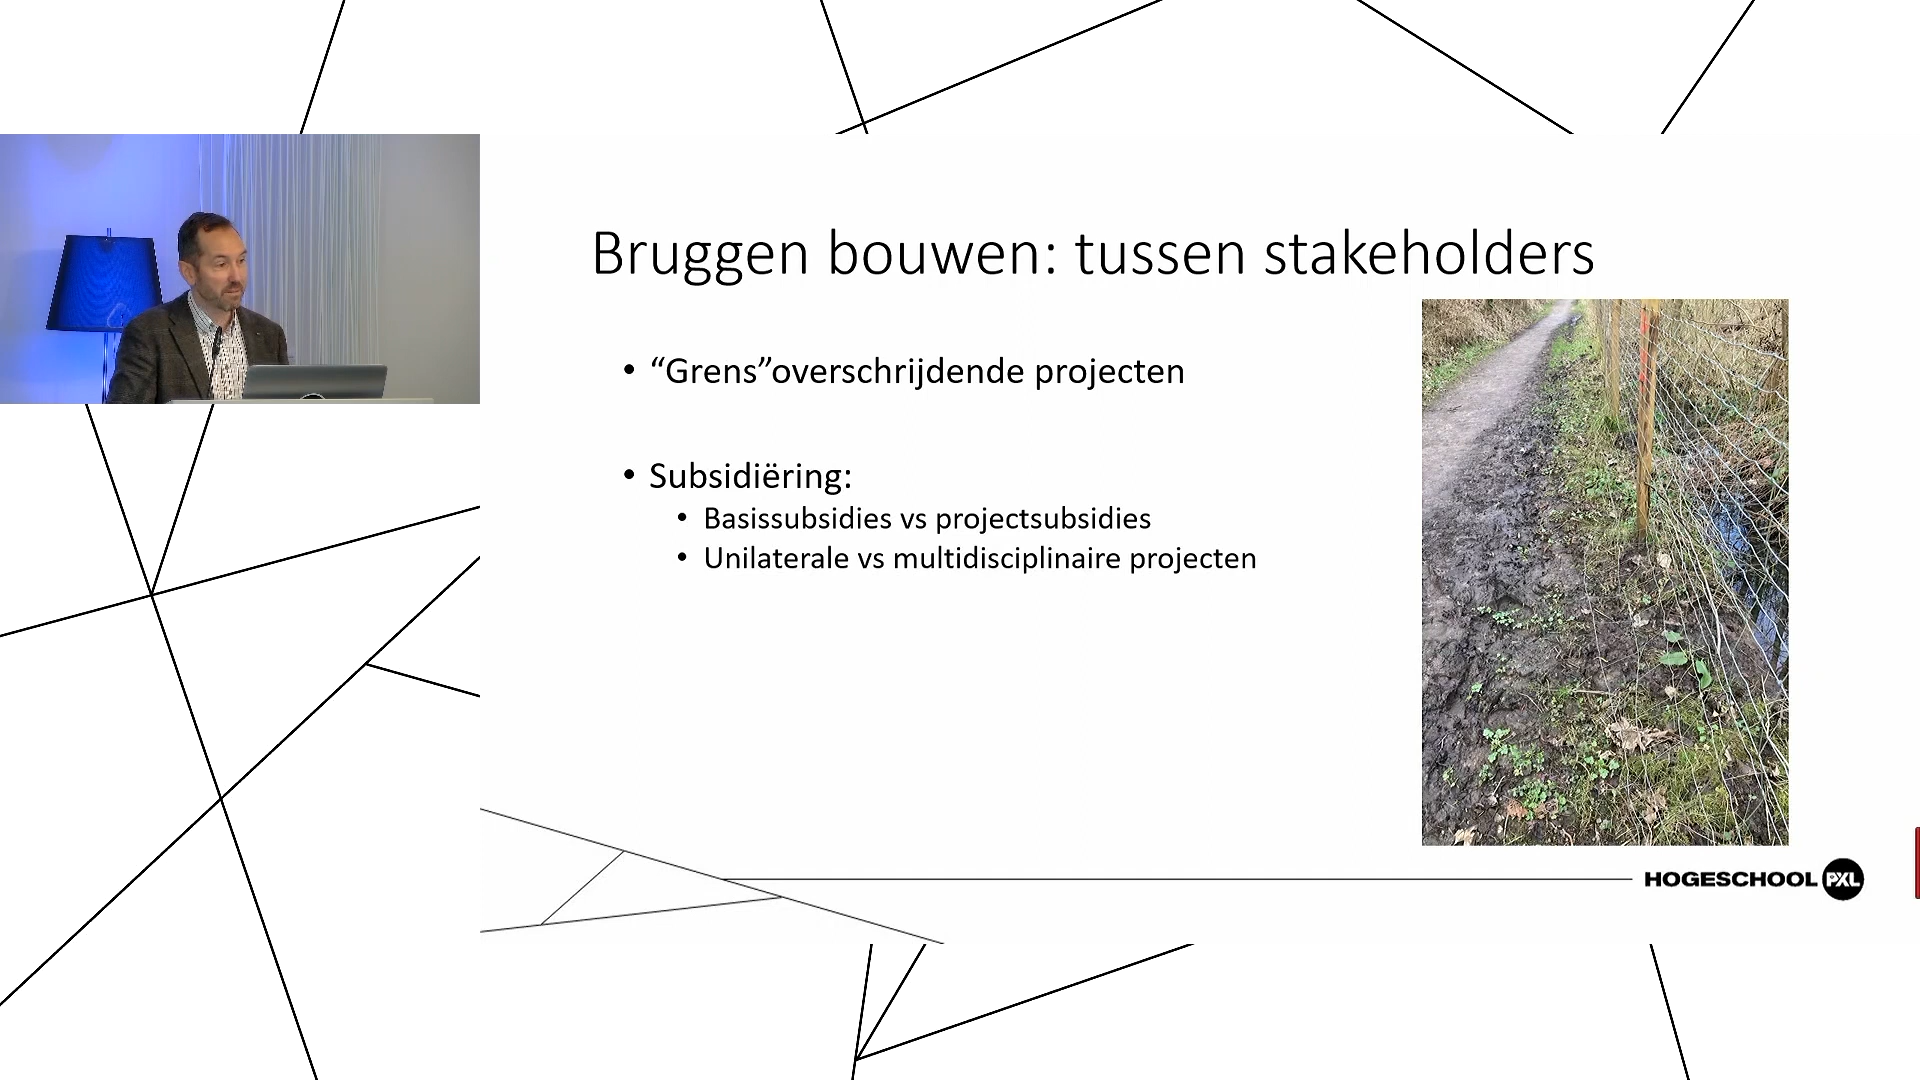 Bruggen bouwen: tussen stakeholders
• “Grens”overschrijdende projecten
• Subsidiëring:
• Basissubsidies vs projectsubsidies
• Unilaterale vs multidisciplinaire projecten
HOGESCHOOL PXL